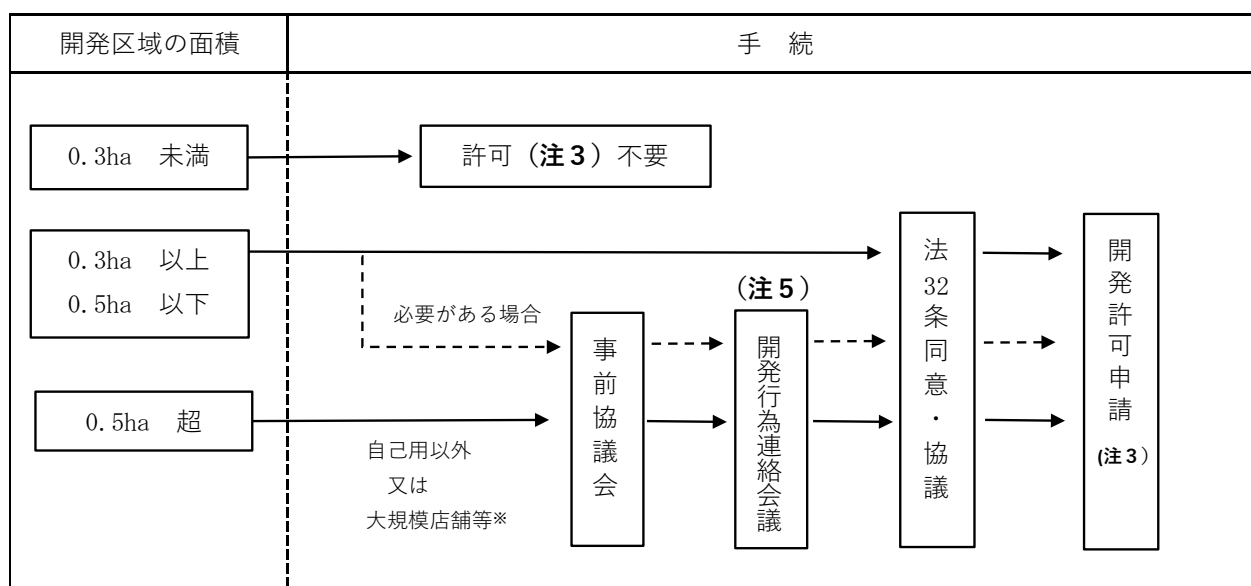 開発区域の面積
手　続
0.3ha　未満
許可（注３）不要
0.3ha　以上
0.5ha　以下
必要がある場合
0.5ha　超
自己用以外
又は
大規模店舗等※
事前協議会
（注５）
開発行為連絡会議
法32条同意・協議
開発許可申請
(注３）